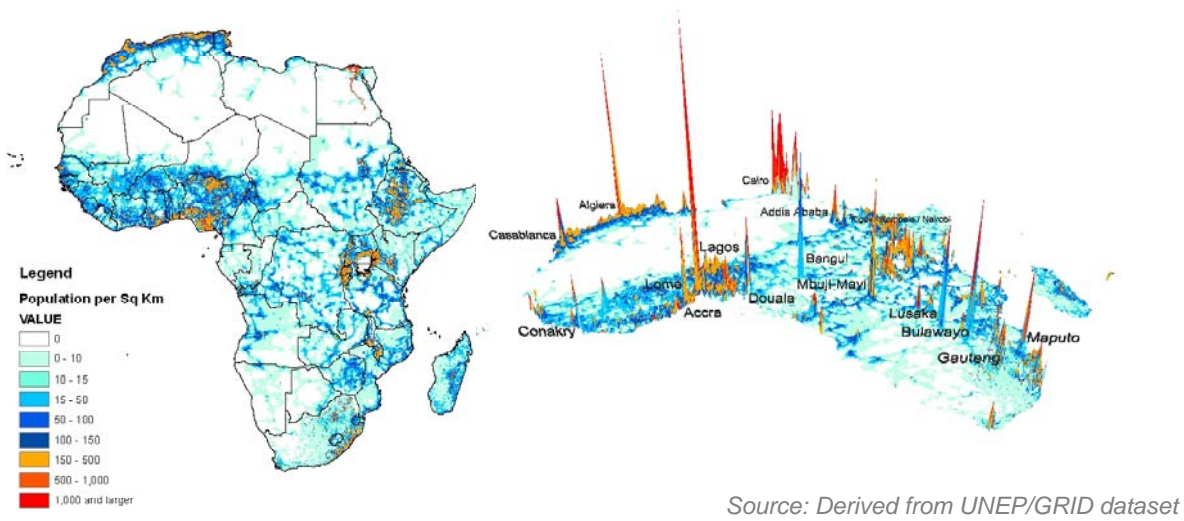 Legend
Population per Sq Km
VALUE
0
0 - 10
10 - 15
15 - 50
50 - 100
100 - 150
150 - 500
500 - 1,000
1,000 and larger
Cairo
Algiers
Addis Ababa
Nairobi
Casablanca
Lagos
Bangui
Lome
Mbuji-Mayi
Douala
Accra
Lusaka
Conakry
Bulawayo
Maputo
Gauteng
Source: Derived from UNEP/GRID dataset